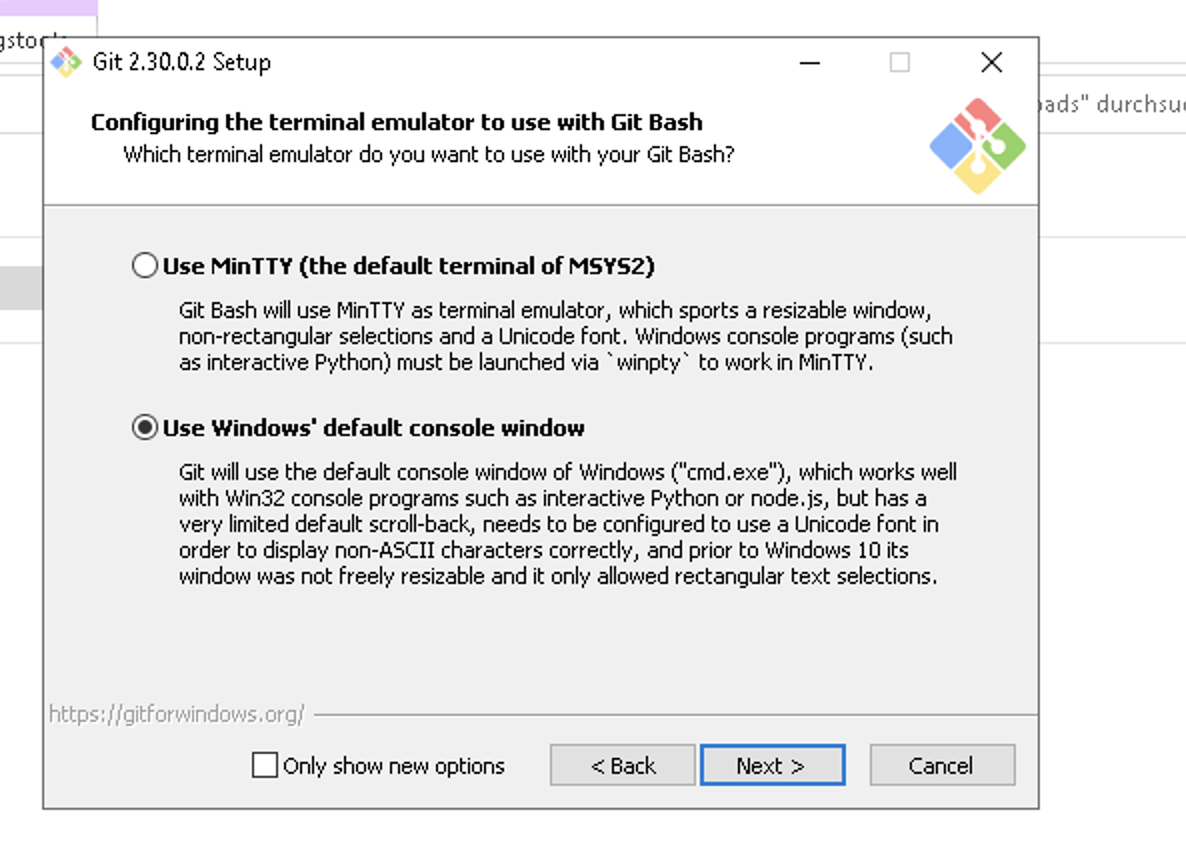 Git 2.30.0.2 Setup
Configuring the terminal emulator to use with Git Bash
Which terminal emulator do you want to use with your Git Bash?
durchsu
Use MinTTY (the default terminal of MSYS2)
Git Bash will use MinTTY as terminal emulator, which sports a resizable window,
non-rectangular selections and a Unicode font. Windows console programs (such
as interactive Python) must be launched via `winpty` to work in MinTTY.
Use Windows' default console window
Git will use the default console window of Windows ("cmd.exe"), which works well
with Win32 console programs such as interactive Python or node.js, but has a
very limited default scroll-back, needs to be configured to use a Unicode font in
order to display non-ASCII characters correctly, and prior to Windows 10 its
window was not freely resizable and it only allowed rectangular text selections.
https://gitforwindows.org/
Only show new options
< Back
Next >
Cancel